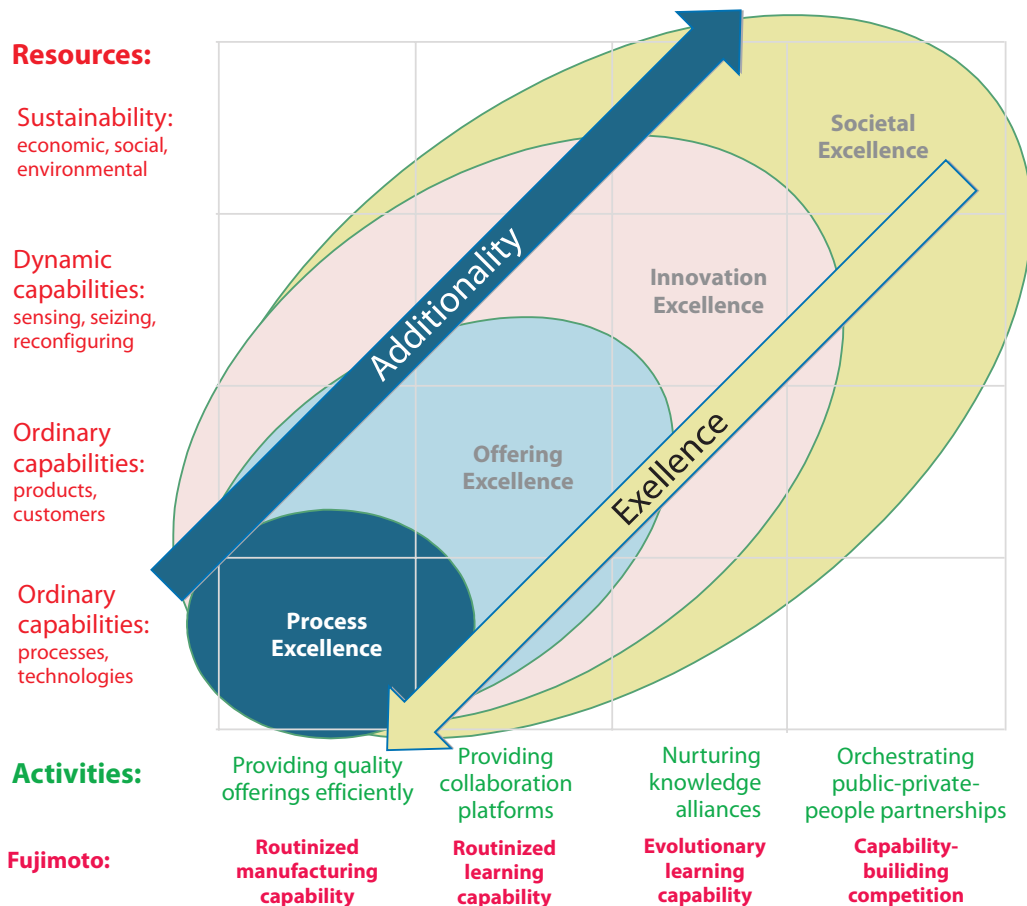 Resources:
Sustainability:
economic, social,
environmental
Societal
Excellence
Additionality
Dynamic
capabilities:
sensing, seizing,
reconfiguring
Innovation
Excellence
Ordinary
capabilities:
products,
customers
Offering
Excellence
Exellence
Ordinary
capabilities:
processes,
technologies
Process
Excellence
Activities:
Providing quality
offerings efficiently
Providing
collaboration
platforms
Nurturing
knowledge
alliances
Orchestrating
public-private-
people partnerships
Fujimoto:
Routinized
manufacturing
capability
Routinized
learning
capability
Evolutionary
learning
capability
Capability-
builiding
competition